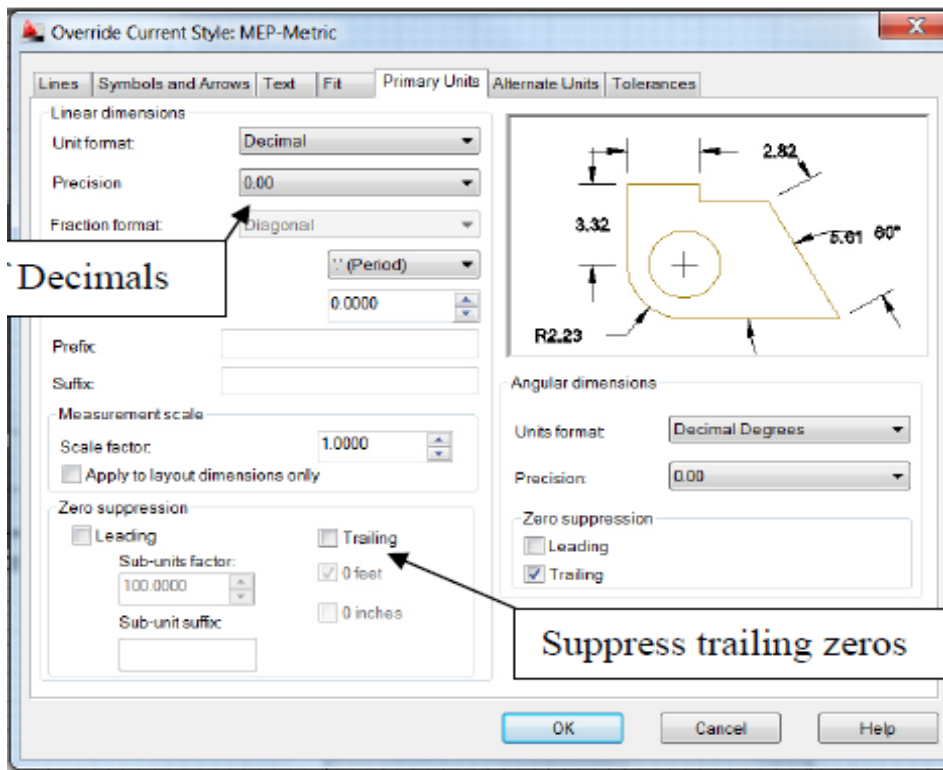 Override Current Style: MEP-Metric
Lines Symbols and Arrows Text Fit Primary Units Alternate Units Tolerances
Linear dimensions
Unit format: Decimal
Precision 0.00
Fraction format: Diagonal
Decimals
'.' (Period)
0.0000
Prefix:
Suffix:
Measurement scale
Scale factor: 1.0000
Apply to layout dimensions only
Zero suppression
Leading
Trailing
Sub-units factor:
0 feet
100.0000
0 inches
Sub-unit suffix:
2.82
3.32
5.61 60°
R2.23
Angular dimensions
Units format: Decimal Degrees
Precision: 0.00
Zero suppression
Leading
Trailing
Suppress trailing zeros
OK Cancel Help